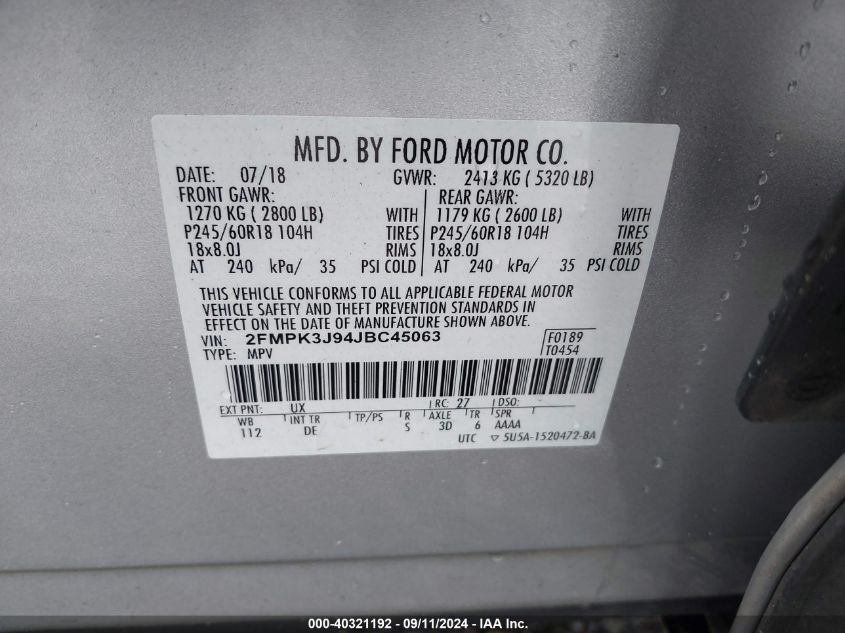 MFD. BY FORD MOTOR CO.
DATE: 07/18 GVWR: 2413 KG ( 5320 LB)
FRONT GAWR: REAR GAWR:
1270 KG ( 2800 LB) WITH 1179 KG ( 2600 LB) WITH
P245/60R18 104H TIRES P245/60R18 104H TIRES
18x8.0J RIMS 18x8.0J RIMS
AT 240 kPa/ 35 PSI COLD AT 240 kPa/ 35 PSI COLD
THIS VEHICLE CONFORMS TO ALL APPLICABLE FEDERAL MOTOR
VEHICLE SAFETY AND THEFT PREVENTION STANDARDS IN
EFFECT ON THE DATE OF MANUFACTURE SHOWN ABOVE.
VIN: 2FMPK3J94JBC45063 F0189
TYPE: MPV T0454
EXT PNT: UX RC: 27 DSO:
WB INT TR TP/PS R AXLE TR SPR
112 DE S 3D 6 AAAA
UTC ▽ 5U5A-1520472-BA
000-40321192 - 09/11/2024 - IAA Inc.